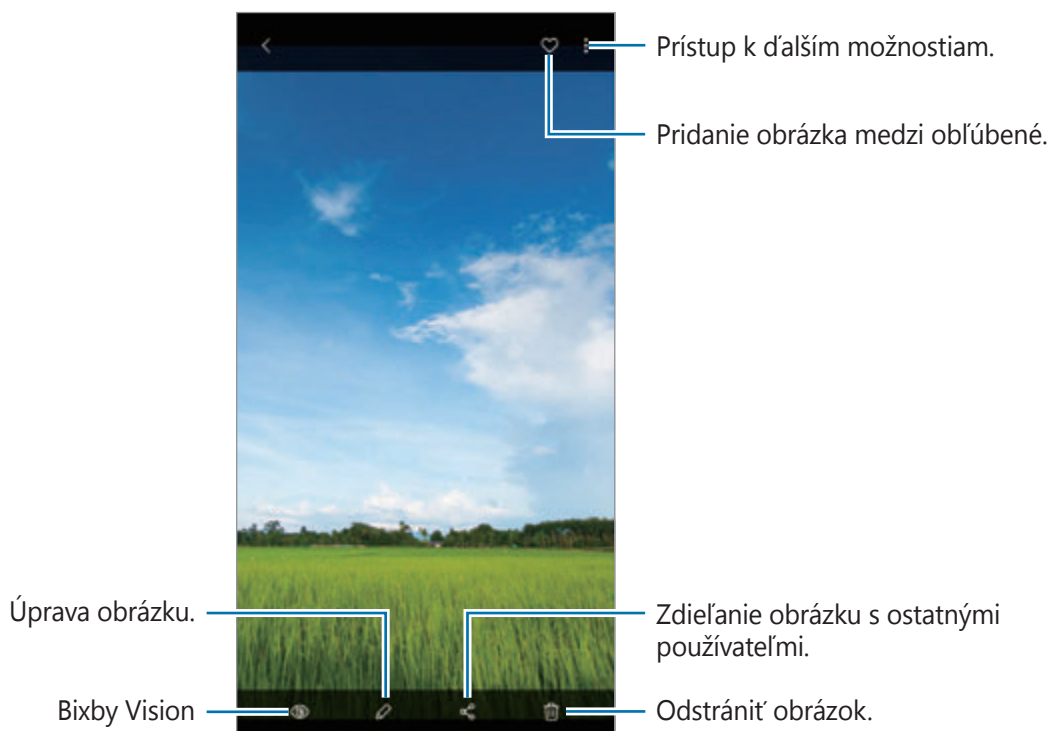 Prístup k ďalším možnostiam.
Pridanie obrázka medzi obľúbené.
Úprava obrázku.
Zdieľanie obrázku s ostatnými
používateľmi.
Bixby Vision
Odstrániť obrázok.